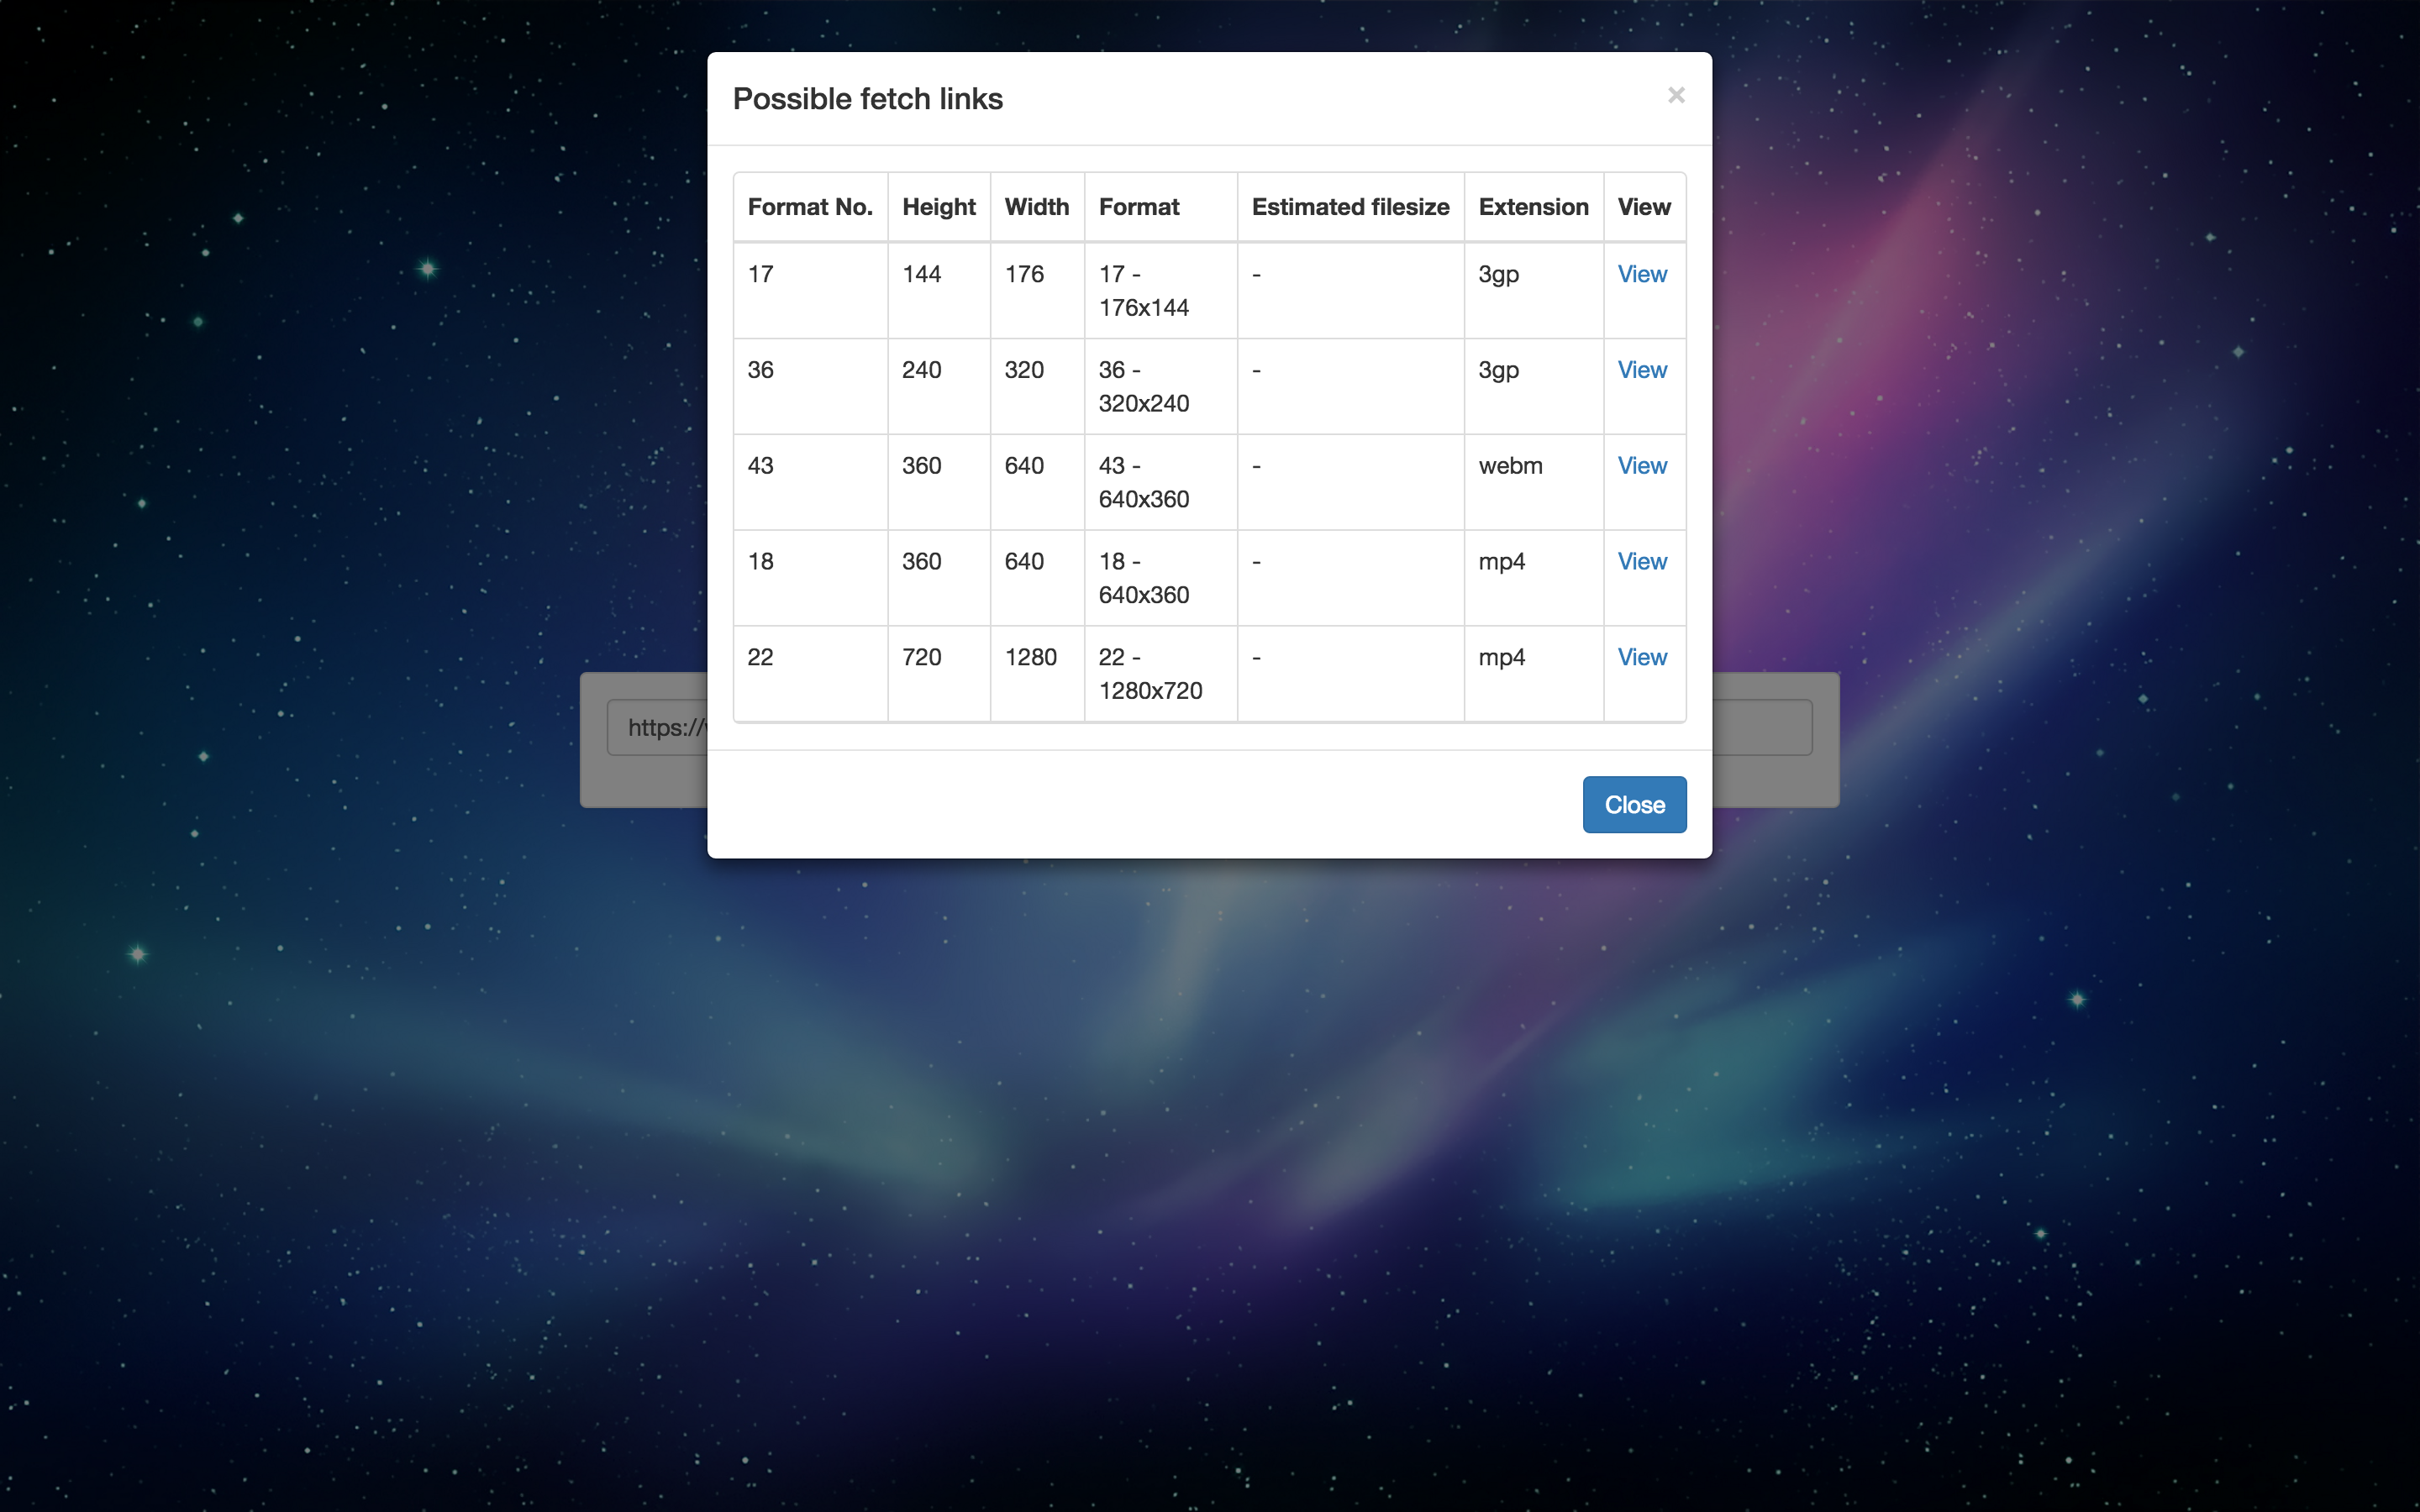 Possible fetch links ×
Format No. Height Width Format Estimated filesize Extension View
17 144 176 17 - - 3gp View
176x144
36 240 320 36 - - 3gp View
320x240
43 360 640 43 - - webm View
640x360
18 360 640 18 - - mp4 View
640x360
22 720 1280 22 - - mp4 View
1280x720
https://
Close